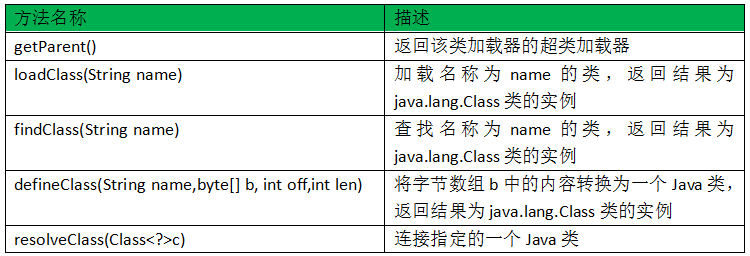 方法名称 描述
getParent() 返回该类加载器的超类加载器
loadClass(String name) 加载名称为 name 的类，返回结果为
java.lang.Class 类的实例
findClass(String name) 查找名称为 name 的类，返回结果为
java.lang.Class 类的实例
defineClass(String name,byte[] b, int off,int len) 将字节数组 b 中的内容转换为一个 Java 类，
返回结果为 java.lang.Class 类的实例
resolveClass(Class<?>c) 连接指定的一个 Java 类